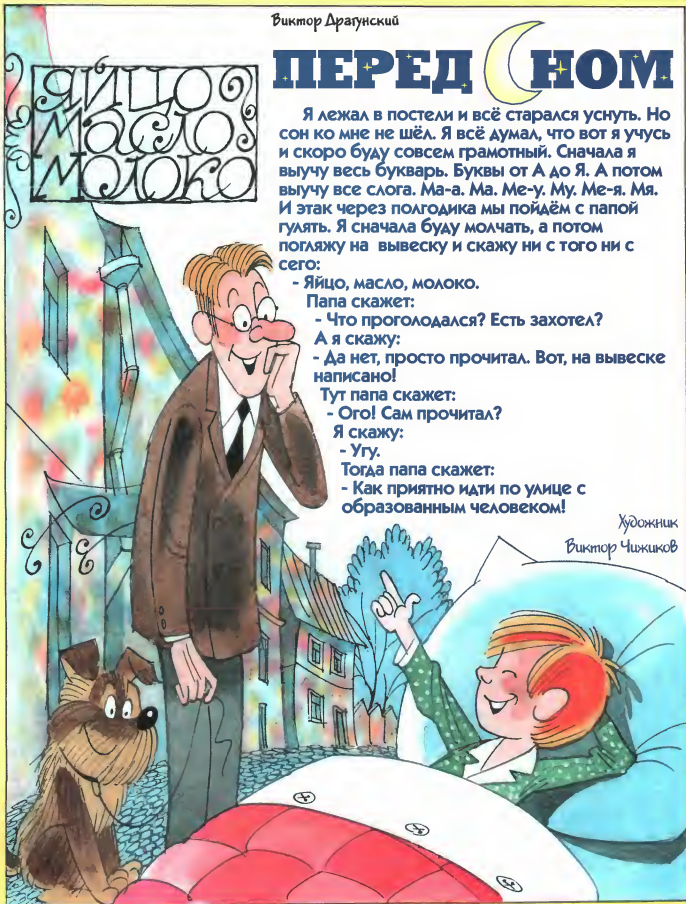 Виктор Драгунский
ПЕРЕД СНОМ
ЯЙЦО
МАСЛО
МОЛОКО
Я лежал в постели и всё старался уснуть. Но
сон ко мне не шёл. Я всё думал, что вот я учусь
и скоро буду совсем грамотный. Сначала я
выучу весь букварь. Буквы от А до Я. А потом
выучу все слога. Ма-а. Ма. Ме-у. Му. Ме-я. Мя.
И этак через полгодика мы пойдём с папой
гулять. Я сначала буду молчать, а потом
погляжу на вывеску и скажу ни с того ни с
сего:
- Яйцо, масло, молоко.
Папа скажет:
- Что проголодался? Есть захотел?
А я скажу:
- Да нет, просто прочитал. Вот, на вывеске
написано!
Тут папа скажет:
- Ого! Сам прочитал?
Я скажу:
- Угу.
Тогда папа скажет:
- Как приятно идти по улице с
образованным человеком!
Художник
Виктор Чижиков